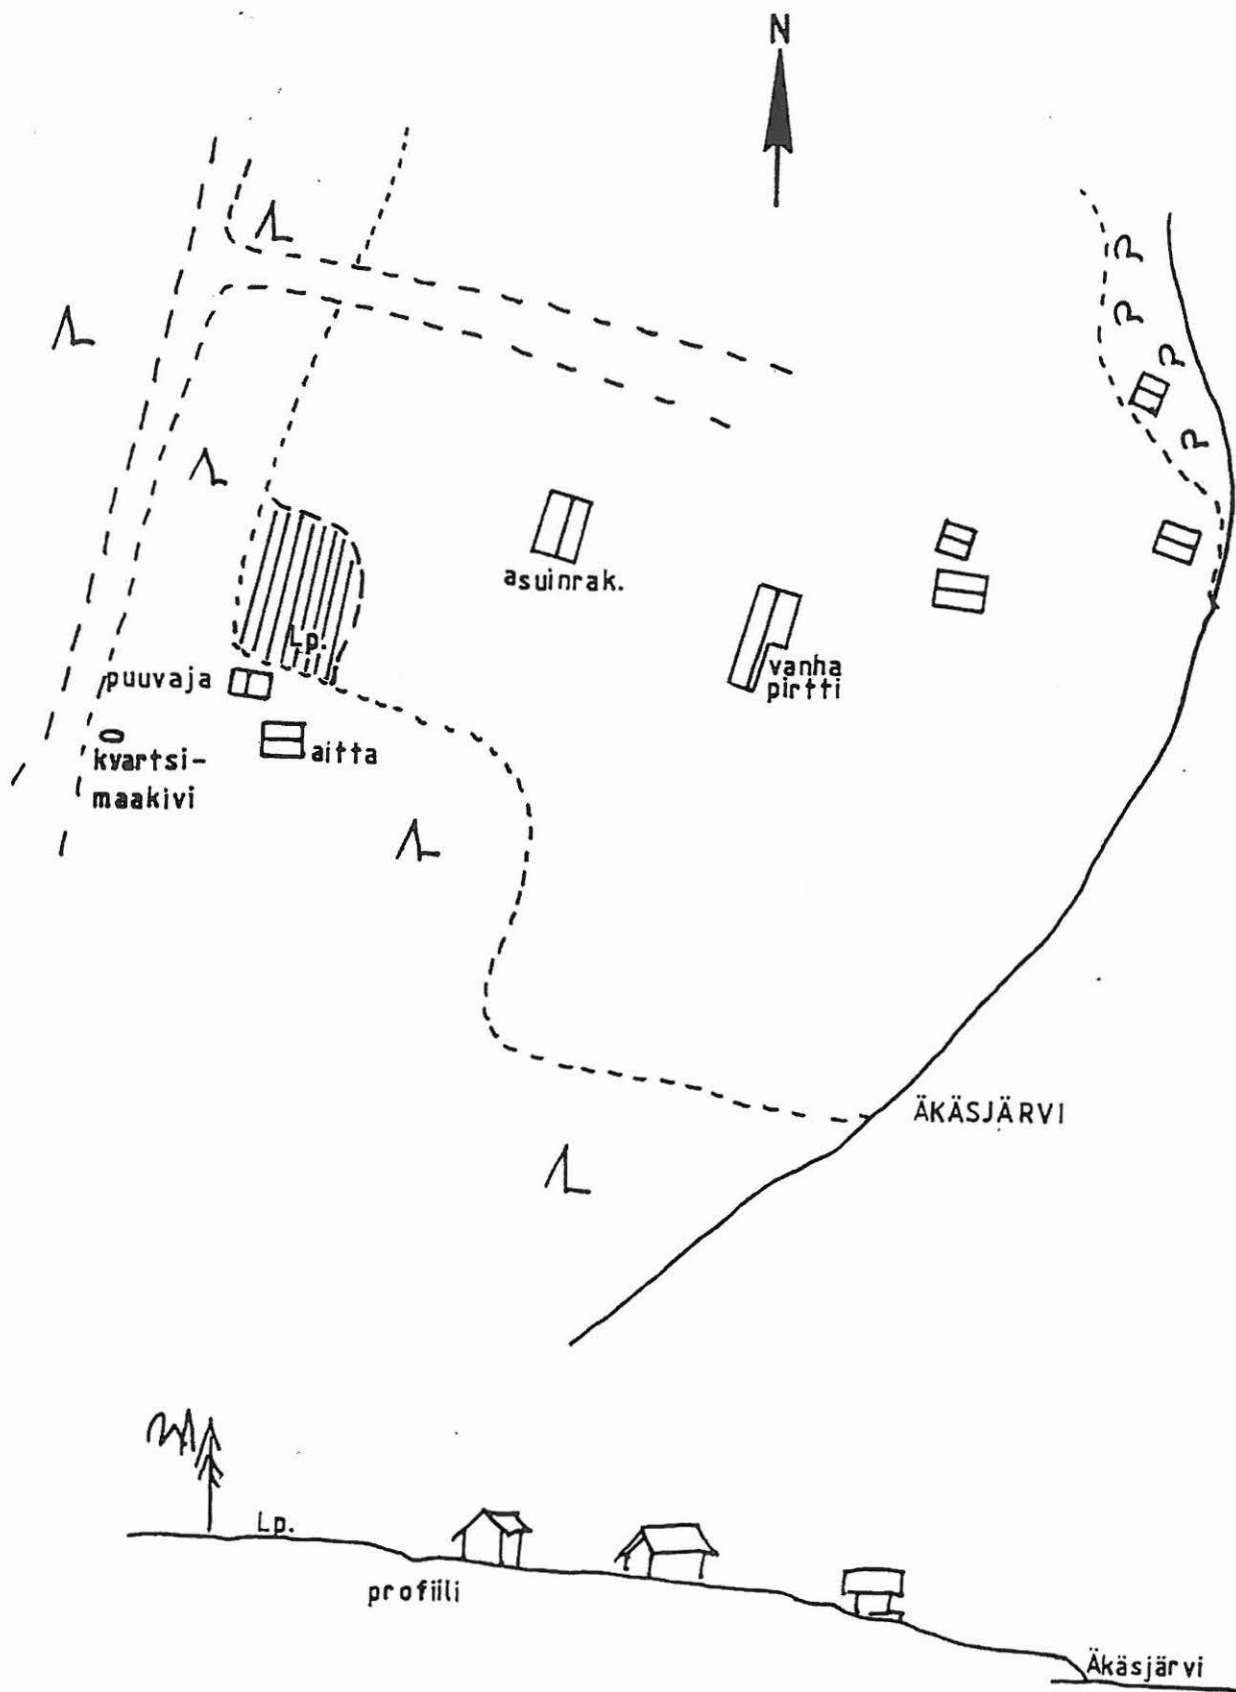 N
asuinrak.
Lp.
puuvaja
vanha
pirtti
kvartsi-
maakivi
aitta
ÄKÄSJÄRVI
Lp.
profiili
Äkäsjärvi